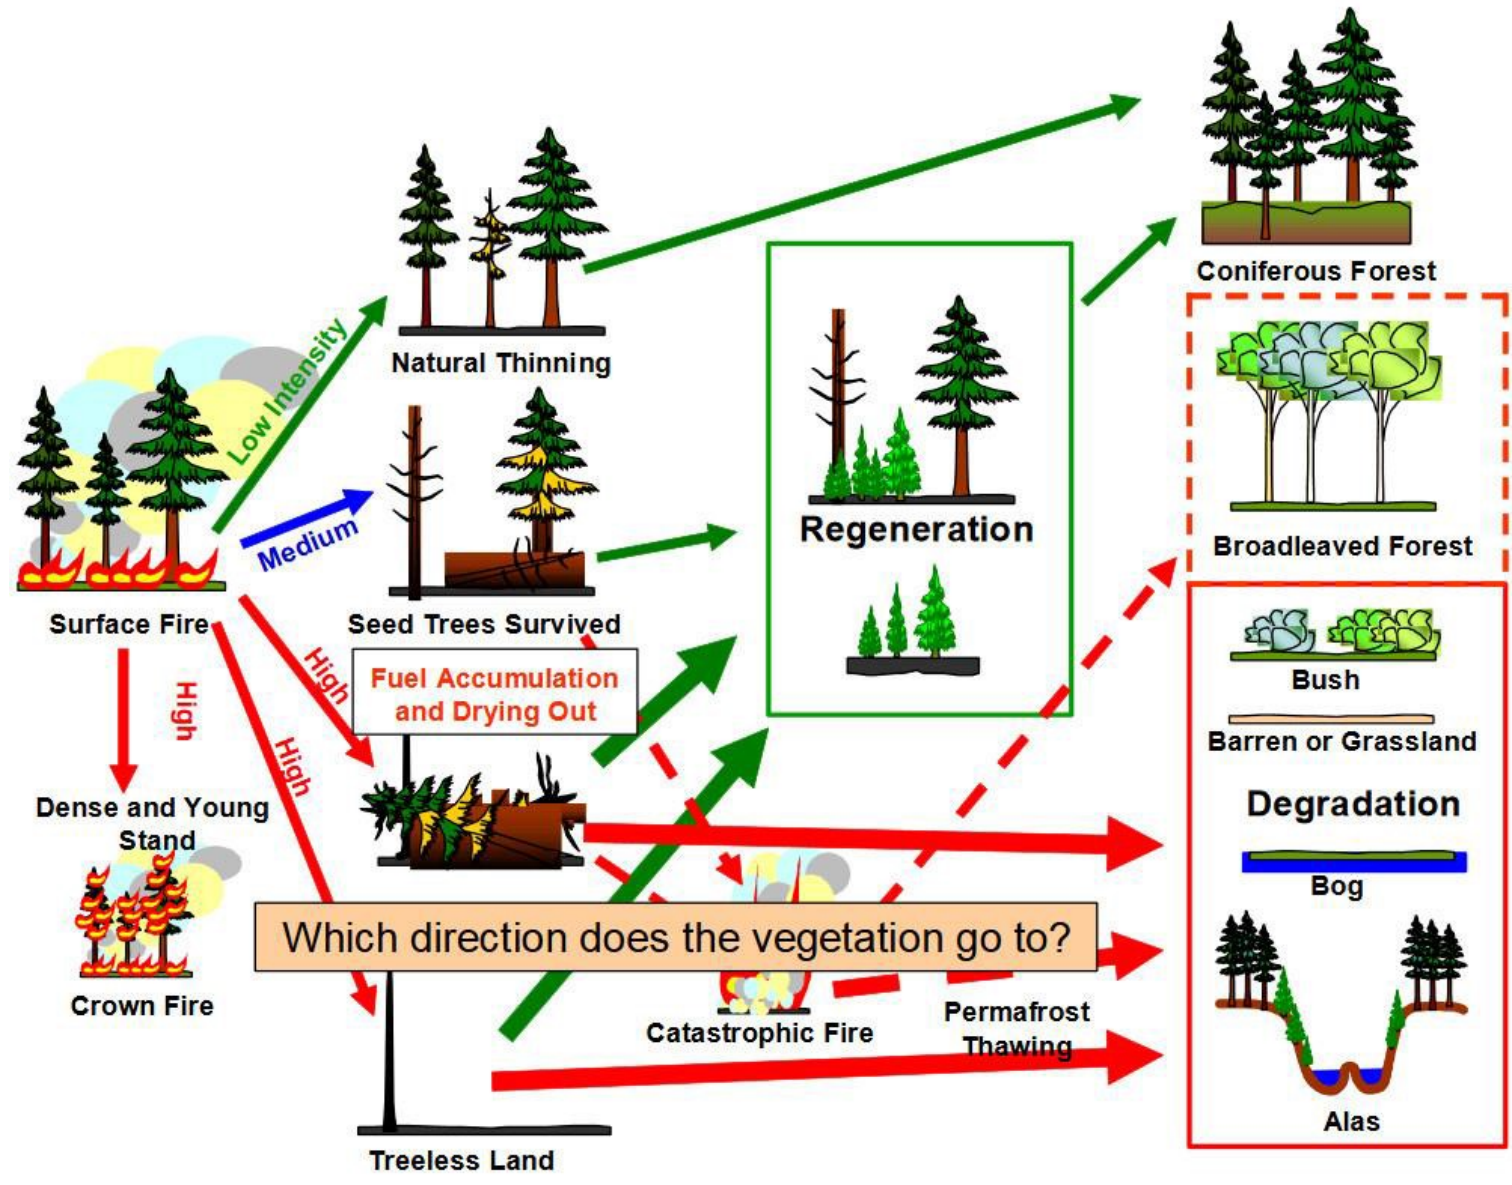 Coniferous Forest
Low Intensity
Natural Thinning
Medium
Regeneration
Broadleaved Forest
Surface Fire
Seed Trees Survived
High
High
High
Fuel Accumulation
and Drying Out
Bush
Barren or Grassland
Dense and Young
Stand
Degradation
Bog
Which direction does the vegetation go to?
Crown Fire
Catastrophic Fire
Permafrost
Thawing
Alas
Treeless Land